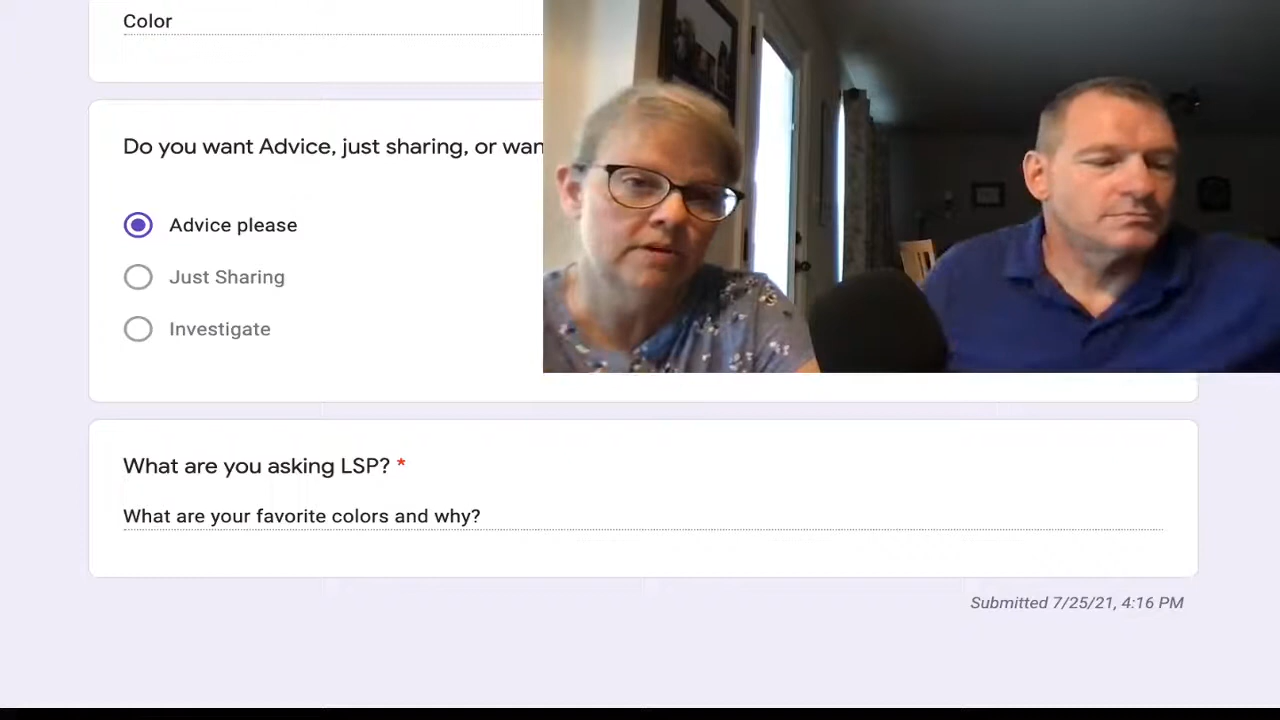 Color
Do you want Advice, just sharing, or wan
Advice please
Just Sharing
Investigate
What are you asking LSP? *
What are your favorite colors and why?
Submitted 7/25/21, 4:16 PM